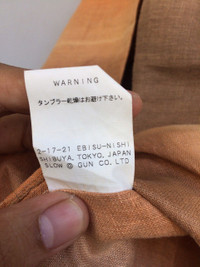 WARNING
タンブラー乾燥はお避け下さい。
2-17-21 EBISU-NISHI
SHIBUYA, TOKYO, JAPAN
SLOW @ GUN CO. LTD